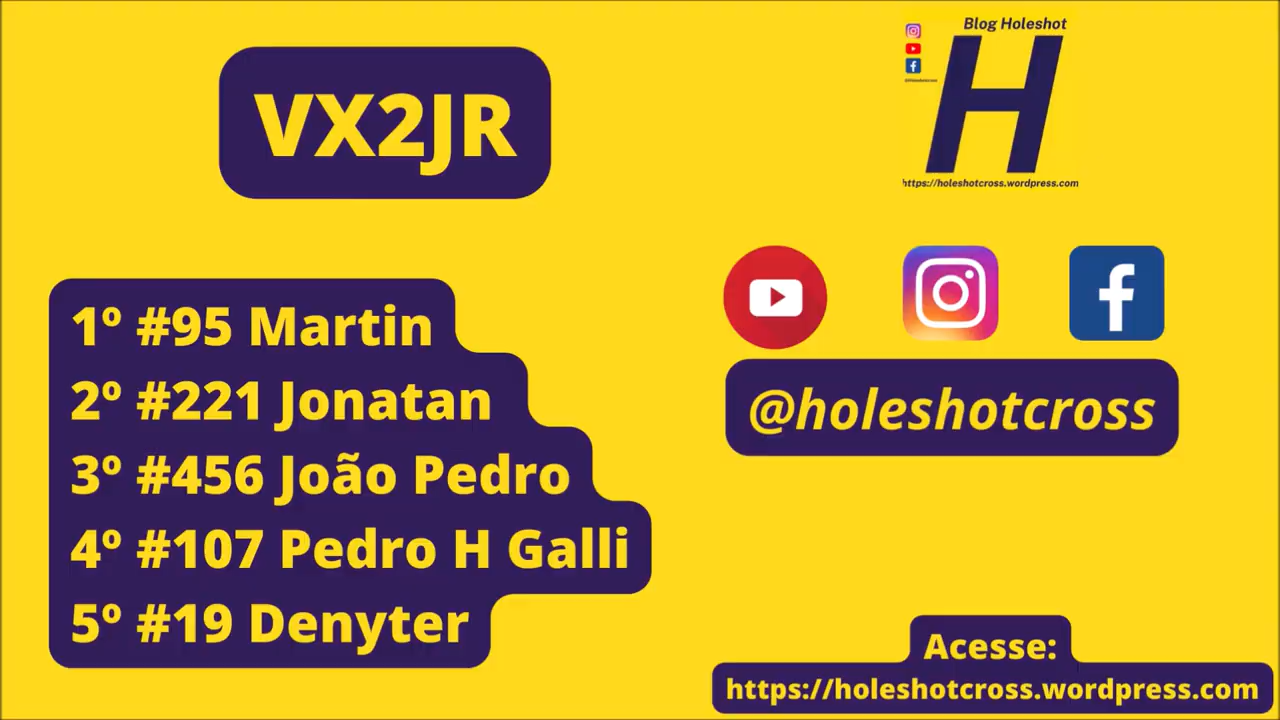 VX2JR
1º #95 Martin
2º #221 Jonatan
3º #456 João Pedro
4º #107 Pedro H Galli
5º #19 Denyter
Blog Holeshot
H
https://holeshotcross.wordpress.com
@holeshotcross
Acesse:
https://holeshotcross.wordpress.com